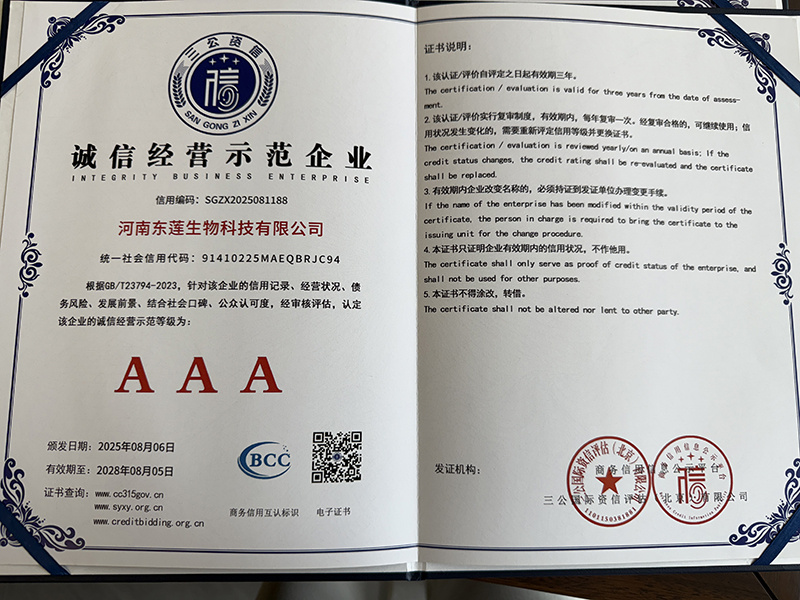 三公资信
SAN GONG ZI XIN
诚信经营示范企业
INTEGRITY BUSINESS ENTERPRISE
信用编码：SGZX2025081188
河南东莲生物科技有限公司
统一社会信用代码：91410225MAEQBRJC94
根据GB/T23794-2023，针对该企业的信用记录、经营状况、债
务风险、发展前景、结合社会口碑、公众认可度，经审核评估，认定
该企业的诚信经营示范等级为：
AAA
颁发日期：2025年08月06日
有效期至：2028年08月05日
证书查询：www.cc315gov.cn
www.syxy.org.cn
www.creditbidding.org.cn
BCC
商务信用互认标识
电子证书
证书说明：
1.该认证/评价自评定之日起有效期三年。
The certification / evaluation is valid for three years from the date of assess-
ment.
2.该认证/评价实行复审制度，有效期内，每年复审一次。经复审合格的，可继续使用；信
用状况发生变化的，需要重新评定信用等级并更换证书。
The certification / evaluation is reviewed yearly/on an annual basis; If the
credit status changes, the credit rating shall be re-evaluated and the certificate
shall be replaced.
3.有效期内企业改变名称的，必须持证到发证单位办理变更手续。
If the name of the enterprise has been modified within the validity period of the
certificate, the person in charge is required to bring the certificate to the
issuing unit for the change procedure.
4.本证书只证明企业有效期内的信用状况，不作他用。
The certificate shall only serve as proof of credit status of the enterprise, and
shall not be used for other purposes.
5.本证书不得涂改，转借。
The certificate shall not be altered nor lent to other party.
发证机构：
商务信用信息公示平台
三公国际资信评估（北京）有限公司